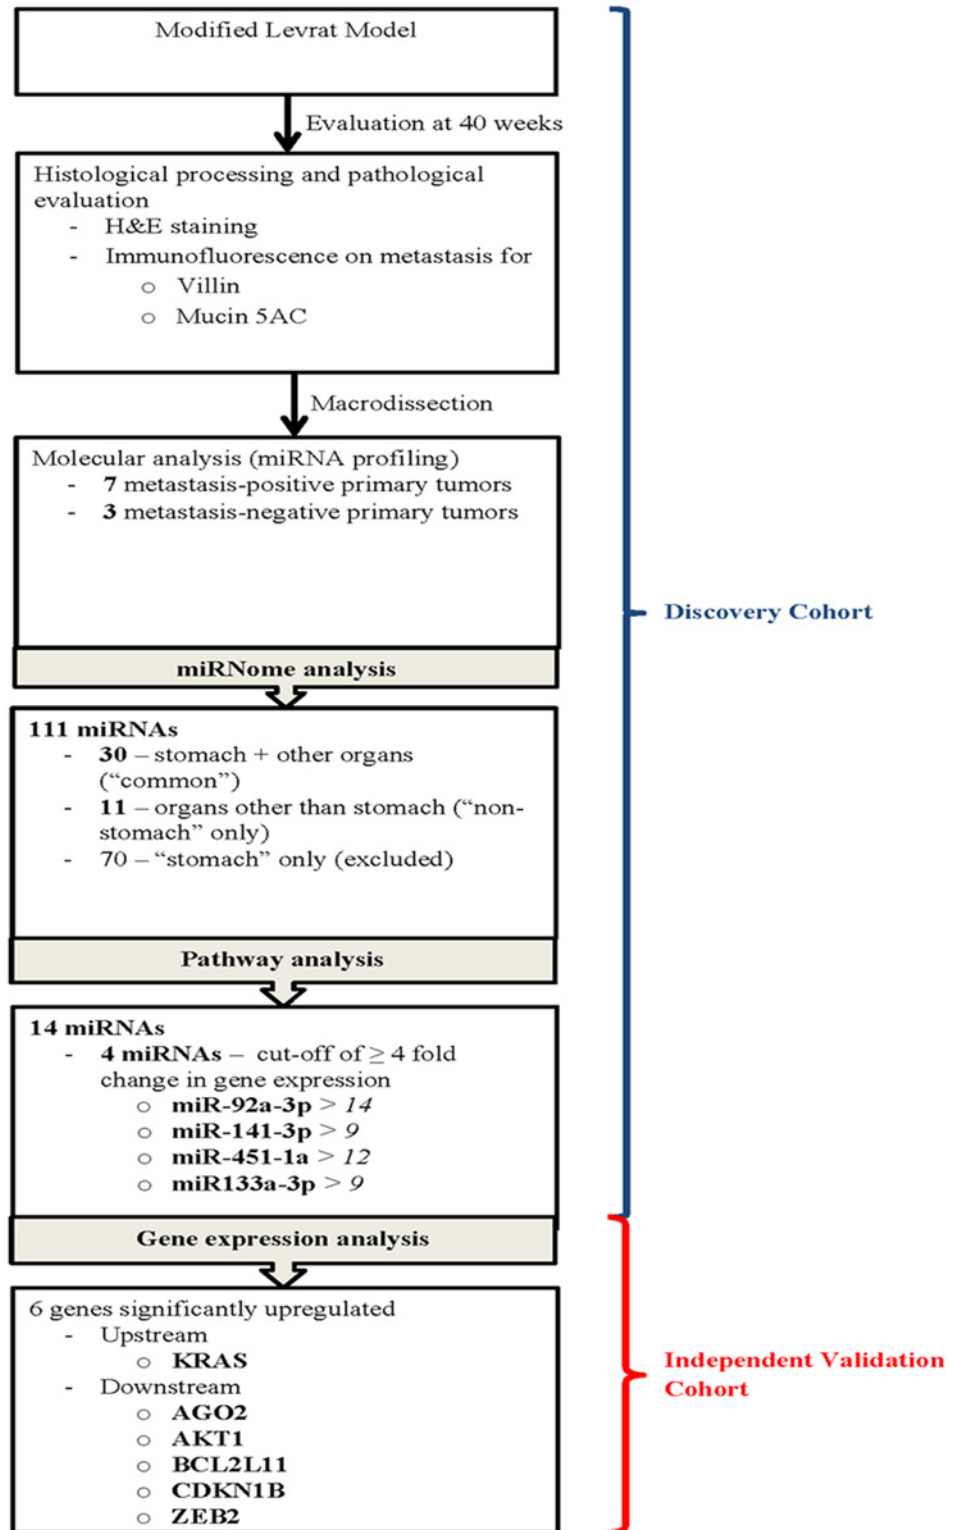 Modified Levrat Model
Evaluation at 40 weeks
Histological processing and pathological
evaluation
- H&E staining
- Immunofluorescence on metastasis for
o Villin
o Mucin 5AC
Macrodissection
Molecular analysis (miRNA profiling)
- 7 metastasis-positive primary tumors
- 3 metastasis-negative primary tumors
Discovery Cohort
miRNome analysis
111 miRNAs
- 30 – stomach + other organs
(“common”)
- 11 – organs other than stomach (“non-
stomach” only)
- 70 – “stomach” only (excluded)
Pathway analysis
14 miRNAs
- 4 miRNAs – cut-off of ≥ 4 fold
change in gene expression
o miR-92a-3p > 14
o miR-141-3p > 9
o miR-451-1a > 12
o miR133a-3p > 9
Gene expression analysis
6 genes significantly upregulated
- Upstream
o KRAS
- Downstream
o AGO2
o AKT1
o BCL2L11
o CDKN1B
o ZEB2
Independent Validation
Cohort